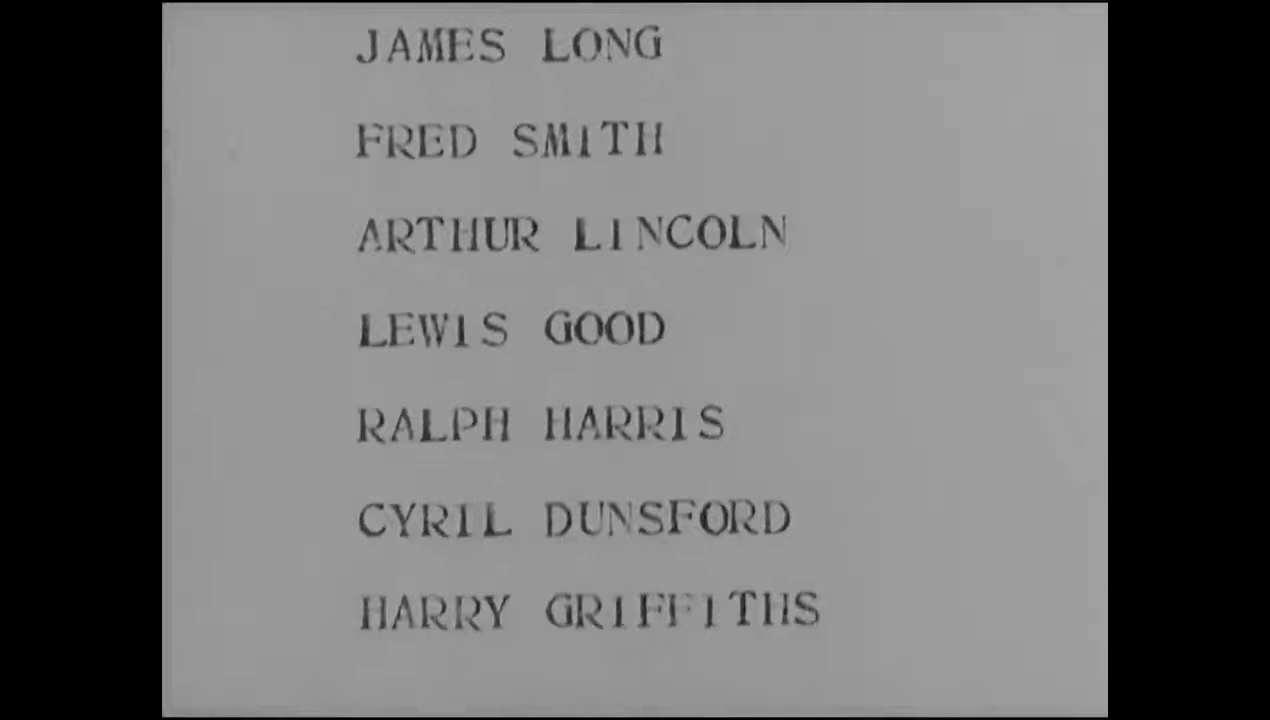 JAMES LONG
FRED SMITH
ARTHUR LINCOLN
LEWIS GOOD
RALPH HARRIS
CYRIL DUNSFORD
HARRY GRIFFITHS